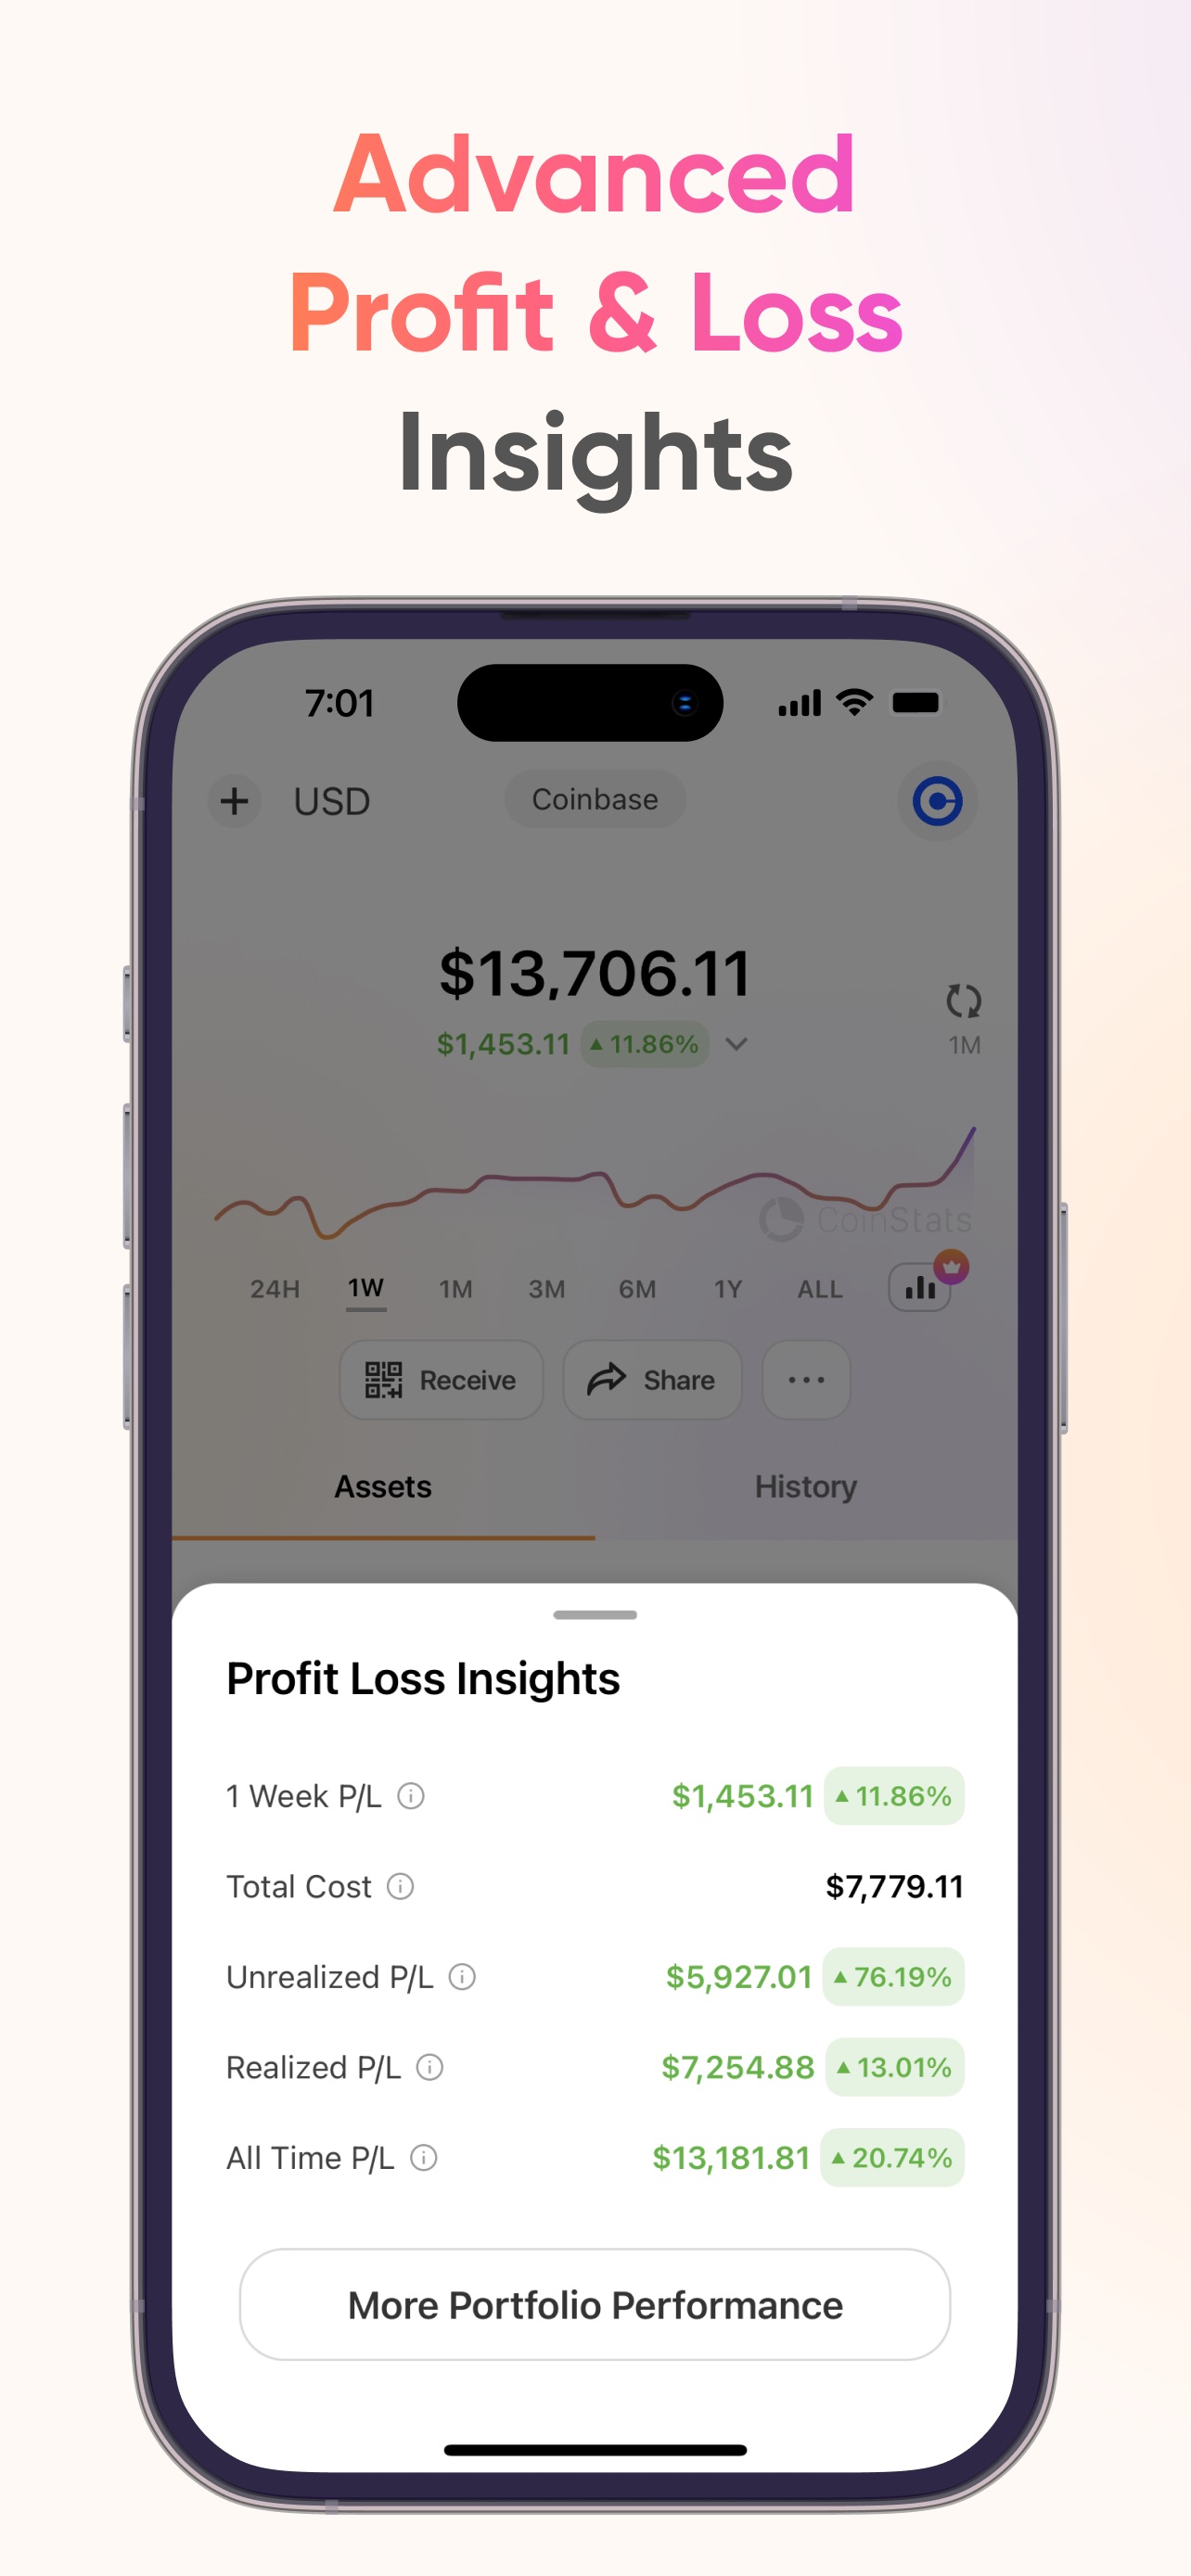 Advanced
Profit & Loss
Insights
7:01
USD
Coinbase
$13,706.11
$1,453.11 ▲ 11.86%
1M
CoinStats
24H 1W 1M 3M 6M 1Y ALL
Receive Share ...
Assets History
Profit Loss Insights
1 Week P/L $1,453.11 ▲ 11.86%
Total Cost $7,779.11
Unrealized P/L $5,927.01 ▲ 76.19%
Realized P/L $7,254.88 ▲ 13.01%
All Time P/L $13,181.81 ▲ 20.74%
More Portfolio Performance